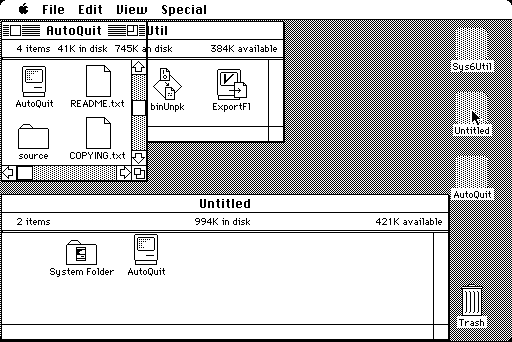 File Edit View Special
AutoQuit
Util
4 items 41K in disk 745K an
n disk 384K available
AutoQuit README.txt
binUnpk ExportFl
source COPYING.txt
Sys6Util
Untitled
AutoQuit
Untitled
2 items 994K in disk 421K available
System Folder AutoQuit
Trash